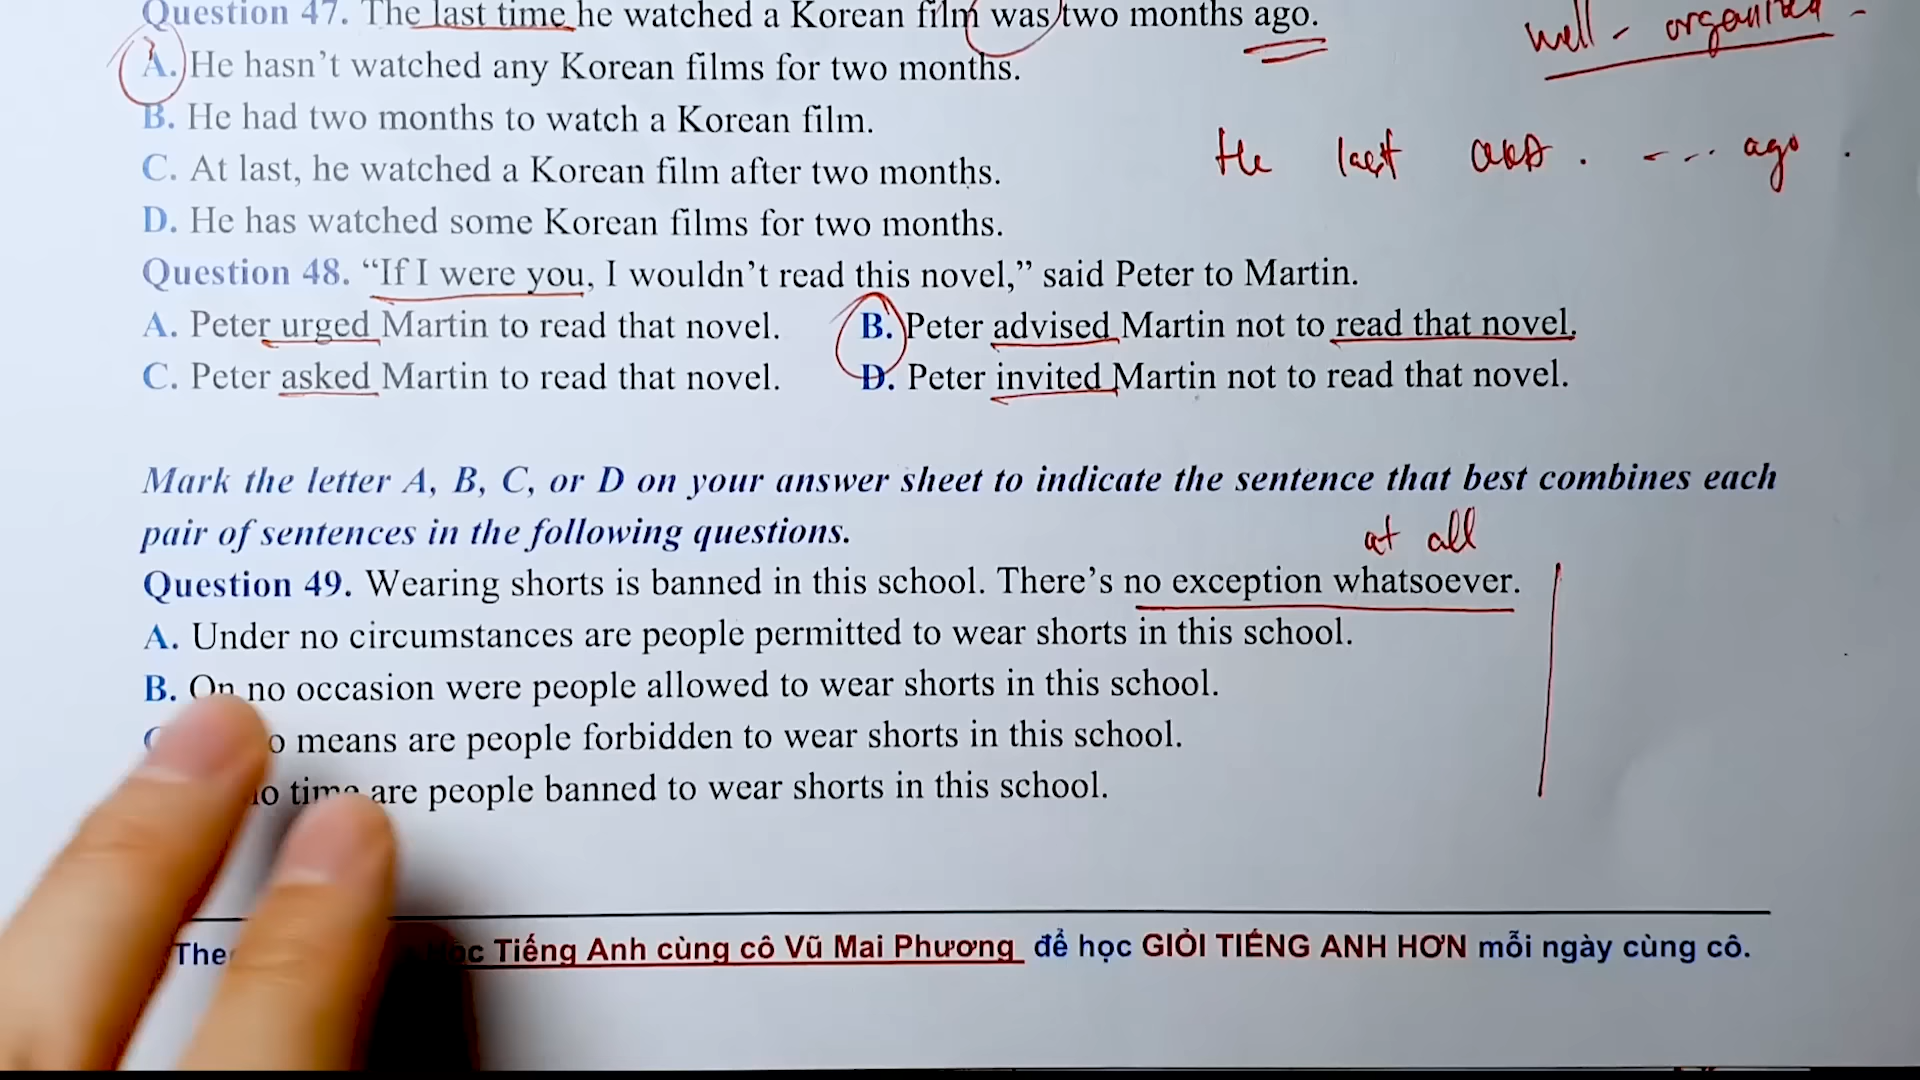 Question 47. The last time he watched a Korean film was two months ago.
well - organized
A. He hasn't watched any Korean films for two months.
B. He had two months to watch a Korean film.
the last ... ago.
C. At last, he watched a Korean film after two months.
D. He has watched some Korean films for two months.
Question 48. “If I were you, I wouldn't read this novel,” said Peter to Martin.
A. Peter urged Martin to read that novel. B. Peter advised Martin not to read that novel.
C. Peter asked Martin to read that novel. D. Peter invited Martin not to read that novel.
Mark the letter A, B, C, or D on your answer sheet to indicate the sentence that best combines each
pair of sentences in the following questions.
at all
Question 49. Wearing shorts is banned in this school. There's no exception whatsoever.
A. Under no circumstances are people permitted to wear shorts in this school.
B. On no occasion were people allowed to wear shorts in this school.
means are people forbidden to wear shorts in this school.
time are people banned to wear shorts in this school.
Tiếng Anh cùng cô Vũ Mai Phương để học GIỎI TIẾNG ANH HƠN mỗi ngày cùng cô.